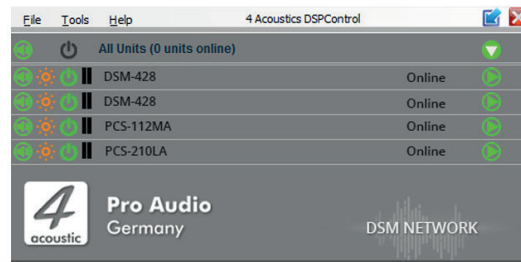 File Tools Help 4 Acoustics DSPControl
All Units (0 units online)
DSM-428 Online
DSM-428 Online
PCS-112MA Online
PCS-210LA Online
4 acoustic
Pro Audio
Germany
DSM NETWORK